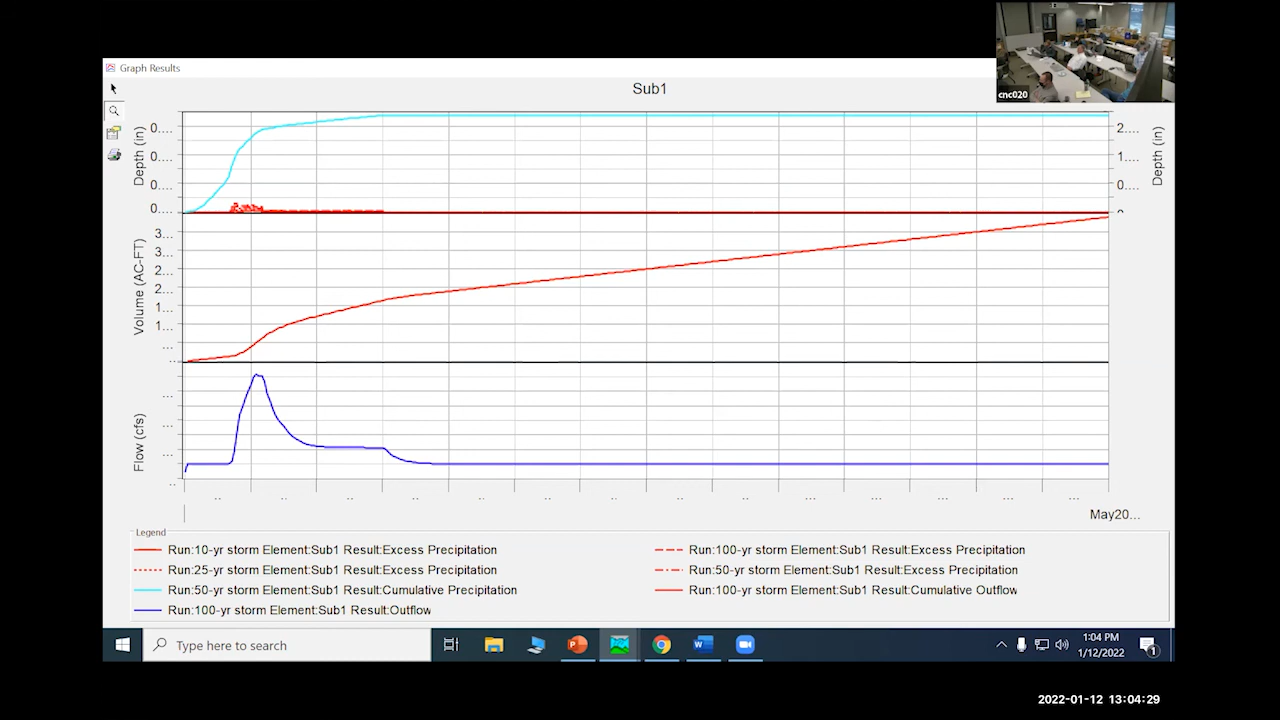 Graph Results
cnc020
Sub1
Depth (in)
0....
0....
0....
0....
2....
1....
0....
Depth (in)
Volume (AC-FT)
3...
3...
2...
2...
1...
1...
...
..
Flow (cfs)
...
...
...
..
.. .. .. .. .. .. .. .. ... ... ... ... ... ...
May20...
Legend
Run:10-yr storm Element:Sub1 Result:Excess Precipitation
Run:100-yr storm Element:Sub1 Result:Excess Precipitation
Run:25-yr storm Element:Sub1 Result:Excess Precipitation
Run:50-yr storm Element:Sub1 Result:Excess Precipitation
Run:50-yr storm Element:Sub1 Result:Cumulative Precipitation
Run:100-yr storm Element:Sub1 Result:Cumulative Outflow
Run:100-yr storm Element:Sub1 Result:Outflow
Type here to search
1:04 PM
1/12/2022
1
2022-01-12 13:04:29